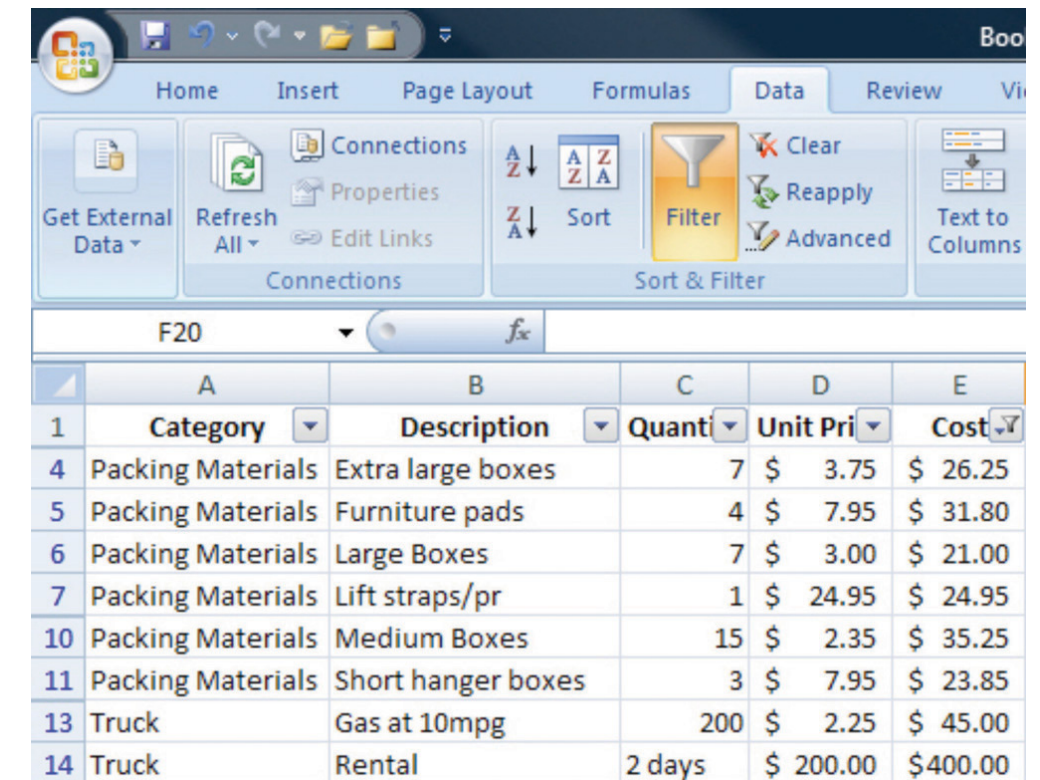 Boo
Home Insert Page Layout Formulas Data Review Vi
Get External Data
Refresh All
Connections
Properties
Edit Links
Connections
A Z
Z A
A Z Z A
Sort
Filter
Clear
Reapply
Advanced
Sort & Filter
Text to Columns
F20 fx
A B C D E
1 Category Description Quanti Unit Pri Cost
4 Packing Materials Extra large boxes 7 $ 3.75 $ 26.25
5 Packing Materials Furniture pads 4 $ 7.95 $ 31.80
6 Packing Materials Large Boxes 7 $ 3.00 $ 21.00
7 Packing Materials Lift straps/pr 1 $ 24.95 $ 24.95
10 Packing Materials Medium Boxes 15 $ 2.35 $ 35.25
11 Packing Materials Short hanger boxes 3 $ 7.95 $ 23.85
13 Truck Gas at 10mpg 200 $ 2.25 $ 45.00
14 Truck Rental 2 days $ 200.00 $400.00